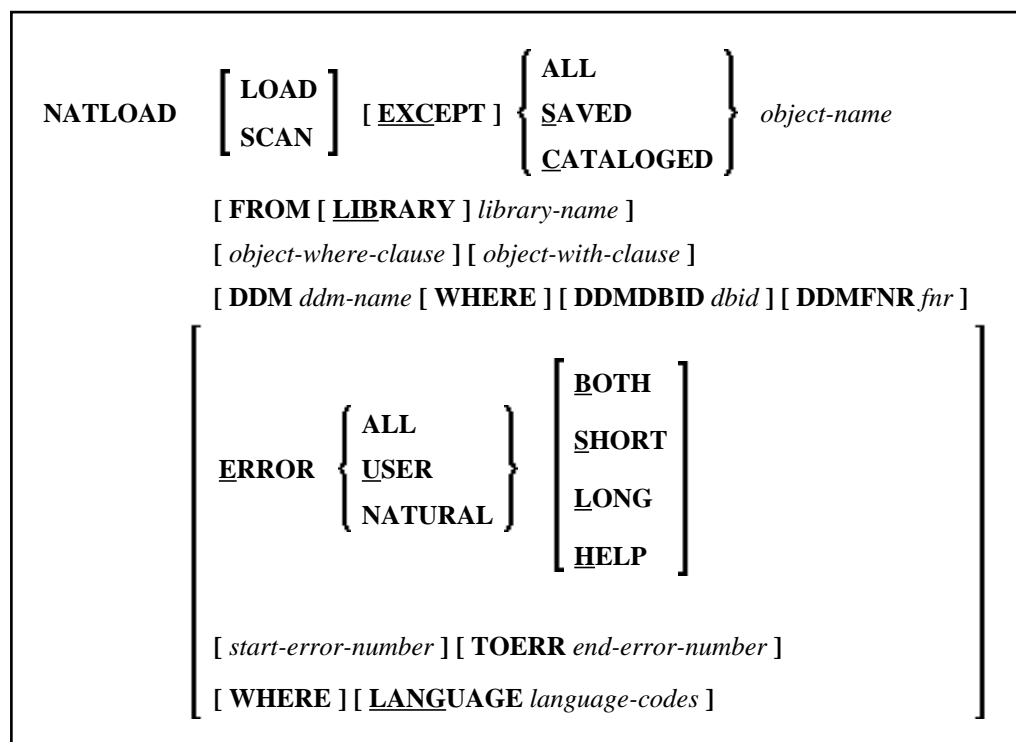 ALL
LOAD
NATLOAD [ EXCEPT ] SAVED object-name
SCAN
CATALOGED
[ FROM [ LIBRARY ] library-name ]
[ object-where-clause ] [ object-with-clause ]
[ DDM ddm-name [ WHERE ] [ DDMDBID dbid ] [ DDMFNR fnr ]
BOTH
ALL
SHORT
ERROR USER
LONG
NATURAL
HELP
[ start-error-number ] [ TOERR end-error-number ]
[ WHERE ] [ LANGUAGE language-codes ]